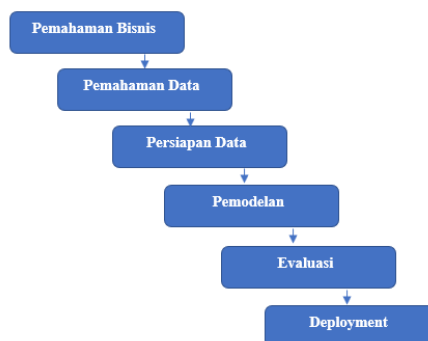 Pemahaman Bisnis
Pemahaman Data
Persiapan Data
Pemodelan
Evaluasi
Deployment